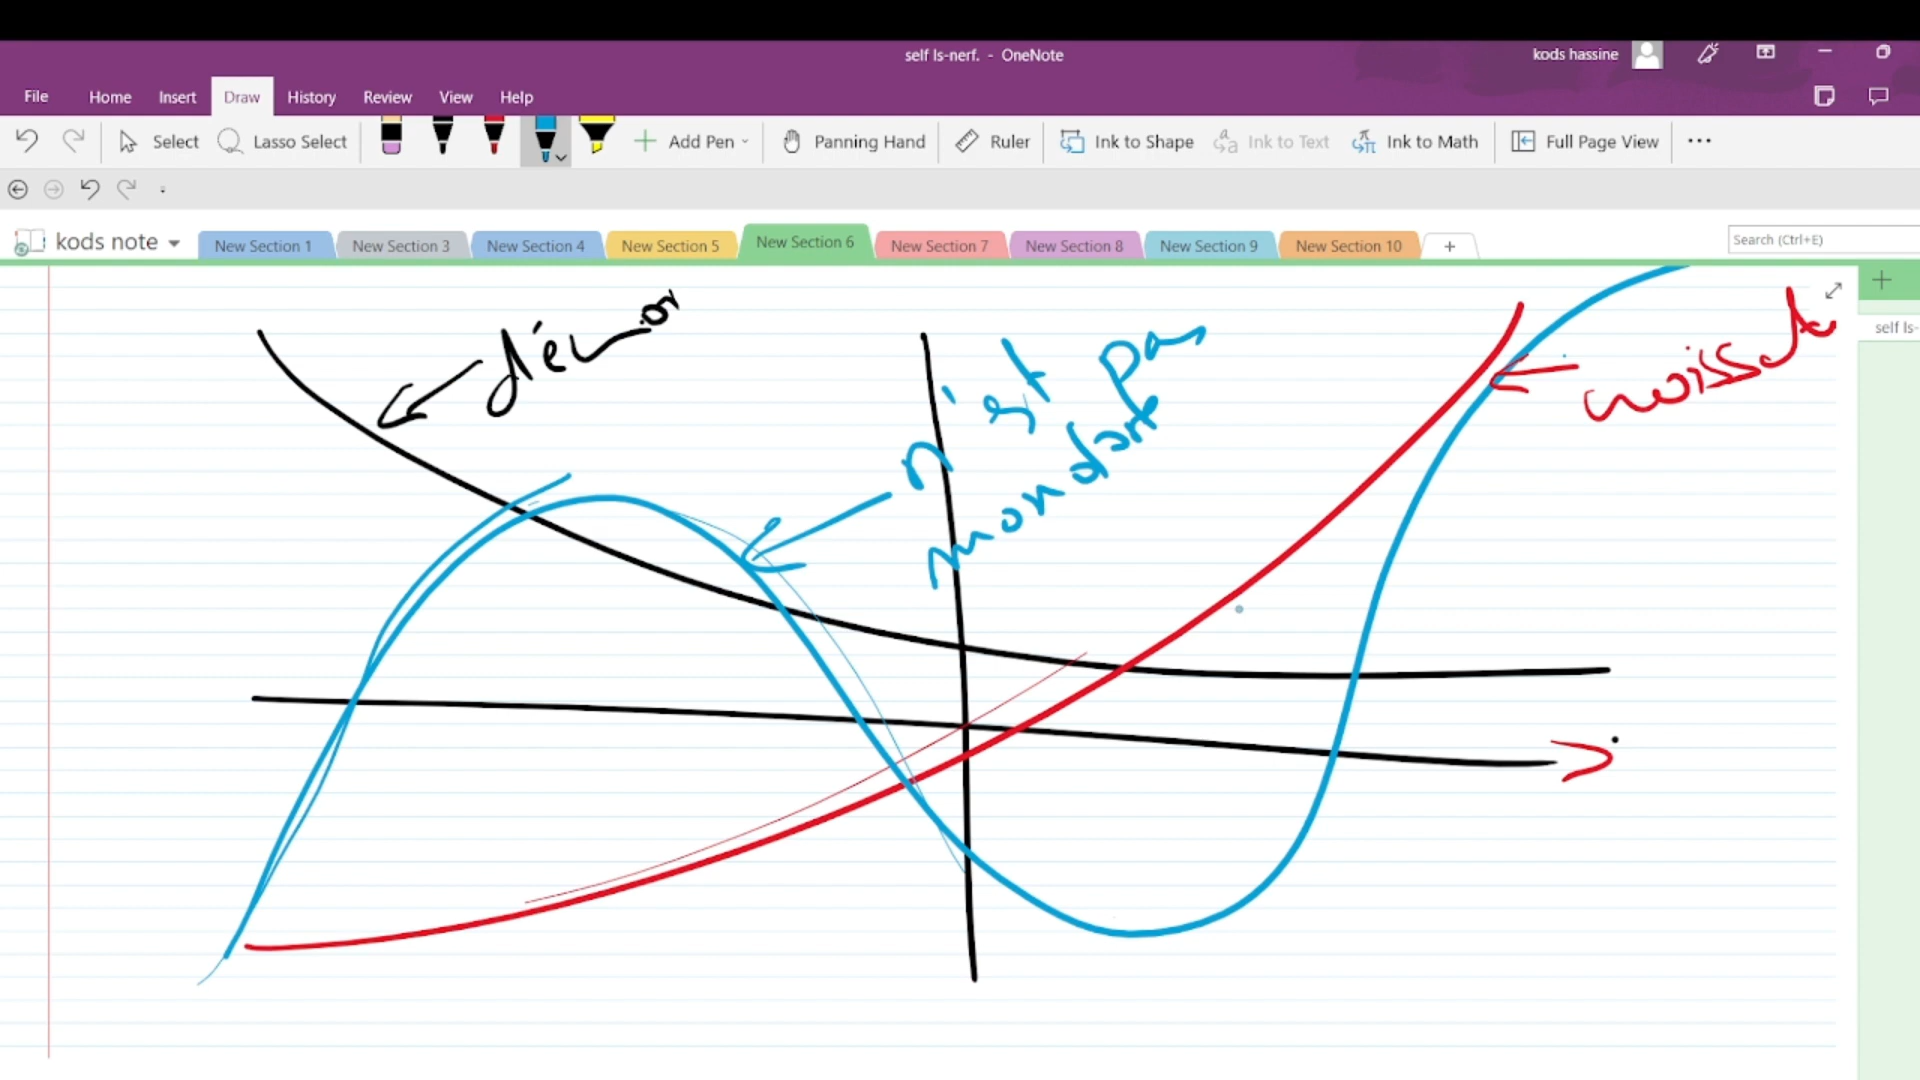 self ls-nerf. - OneNote
kods hassine
File Home Insert Draw History Review View Help
Select Lasso Select Add Pen Panning Hand Ruler Ink to Shape Ink to Text Ink to Math Full Page View
kods note New Section 1 New Section 3 New Section 4 New Section 5 New Section 6 New Section 7 New Section 8 New Section 9 New Section 10
Search (Ctrl+E)
self ls-
n'est pas